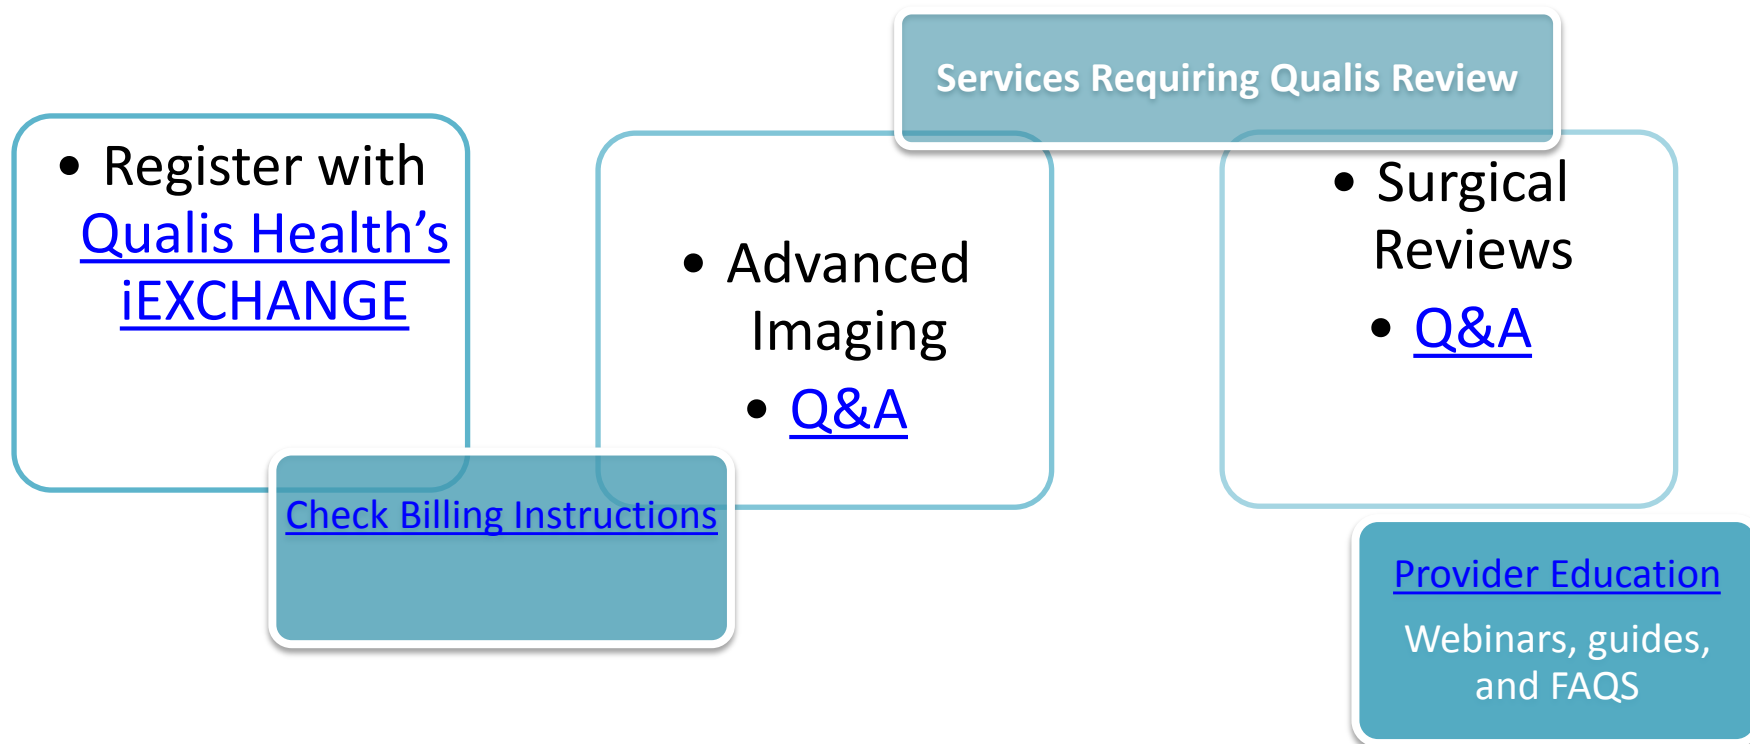 Services Requiring Qualis Review
• Register with
Qualis Health’s
iEXCHANGE
Check Billing Instructions
• Advanced
Imaging
• Q&A
• Surgical
Reviews
• Q&A
Provider Education
Webinars, guides,
and FAQS